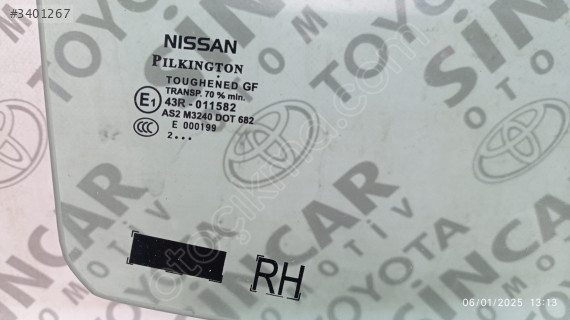 #3401267
NISSAN
PILKINGTON
TOUGHENED GF
TRANSP. 70 % min.
E1 43R - 011582
AS2 M3240 DOT 682
CCC E 000199
2...
RH
TOYOTA
SİNCAR
OTOMOTİV
06/01/2025 13:13